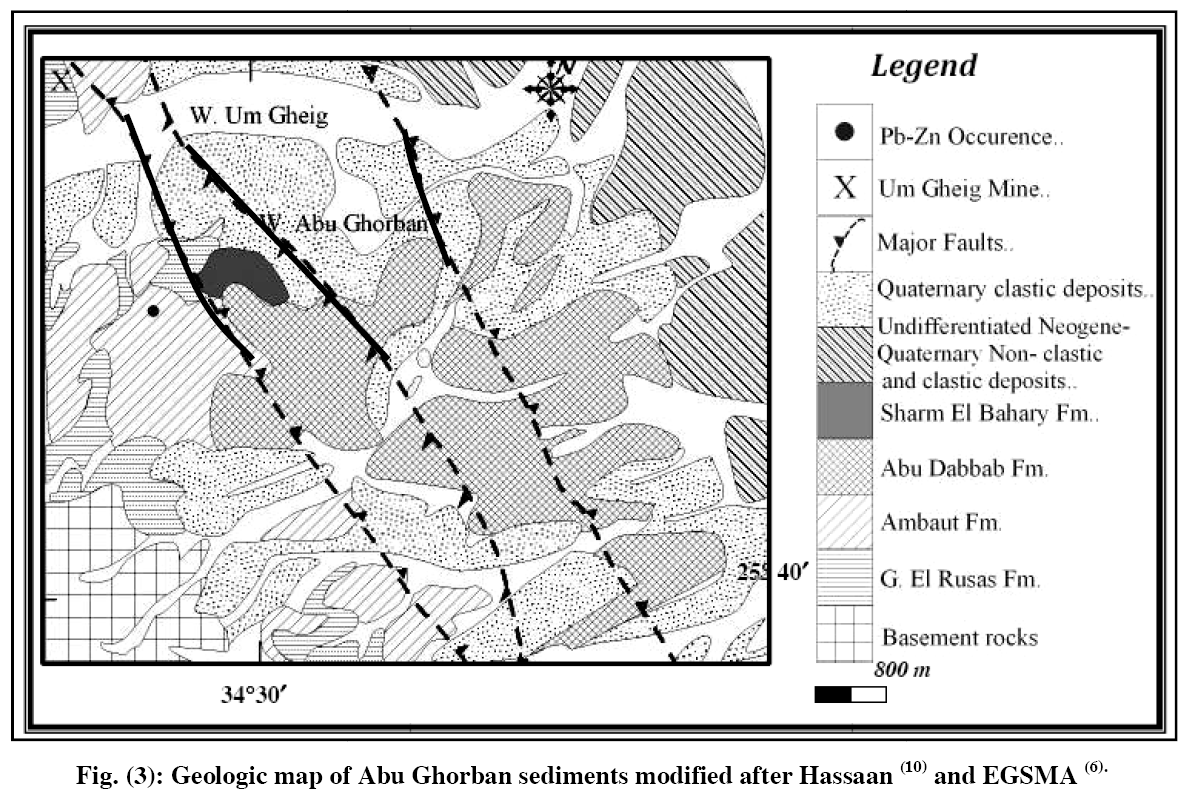 Legend
N
X
W. Um Gheig
W. Abu Ghorban
Pb-Zn Occurence..
X
Um Gheig Mine..
Major Faults..
Quaternary clastic deposits..
Undifferentiated Neogene-
Quaternary Non- clastic
and clastic deposits..
Sharm El Bahary Fm..
Abu Dabbab Fm.
Ambaut Fm.
G. El Rusas Fm.
Basement rocks
800 m
34°30′
Fig. (3): Geologic map of Abu Ghorban sediments modified after Hassaan (10) and EGSMA (6).